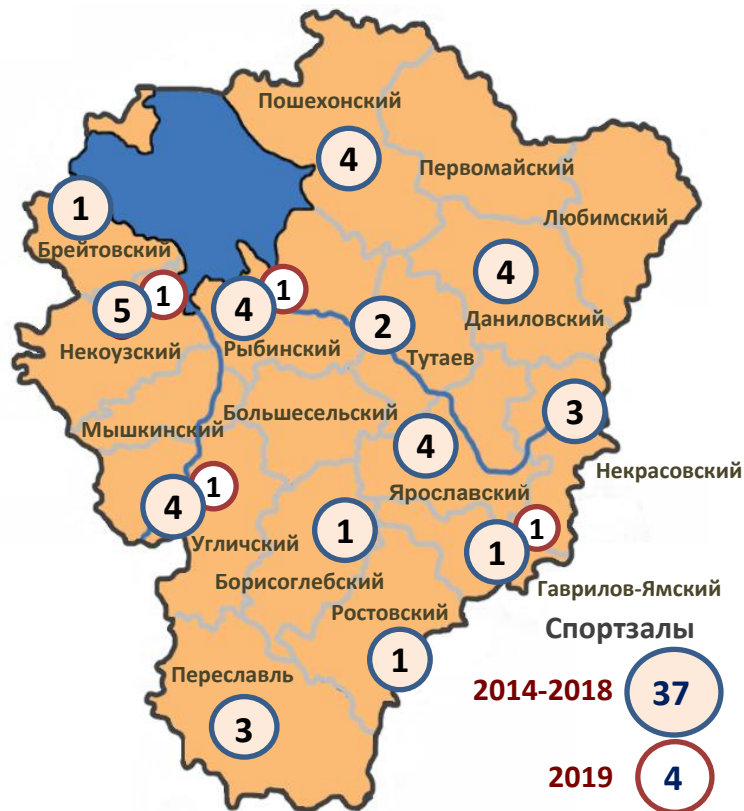 Пошехонский
4
Первомайский
Любимский
1
Брейтовский
4
5
1
Некоузский
4
1
Рыбинский
2
Тутаев
Даниловский
3
Некрасовский
Большесельский
Мышкинский
4
Ярославский
4
1
Угличский
1
Борисоглебский
1
1
Гаврилов-Ямский
Ростовский
1
Переславль
3
Спортзалы
2014-2018 37
2019 4